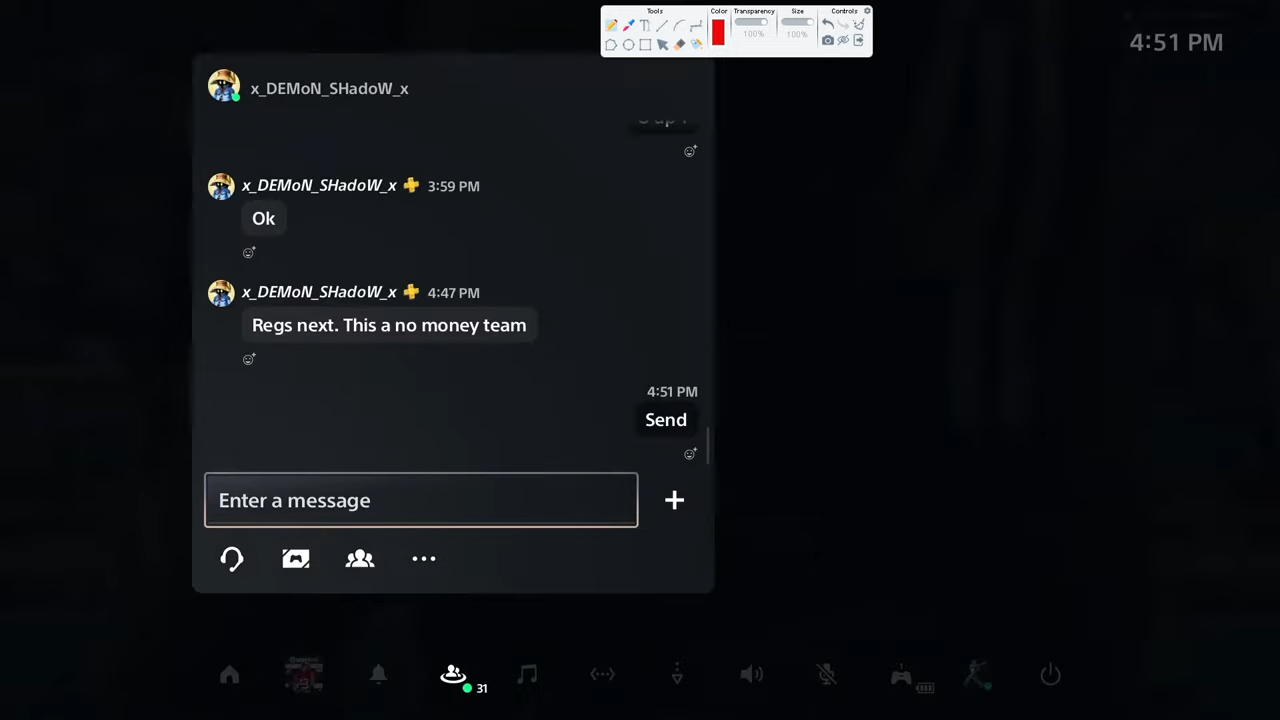 Tools
Color
Transparency
Size
Controls
100%
100%
4:51 PM
x_DEMoN_SHadoW_x
x_DEMoN_SHadoW_x 3:59 PM
Ok
x_DEMoN_SHadoW_x 4:47 PM
Regs next. This a no money team
4:51 PM
Send
Enter a message
31